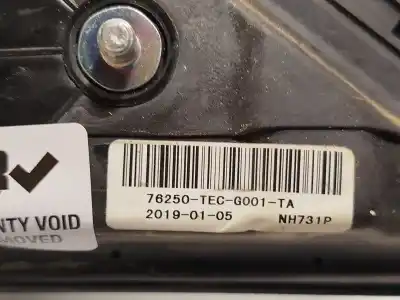 76250-TEC-G001-TA
2019-01-05 NH731P
R✓
NTY VOID
MOVED